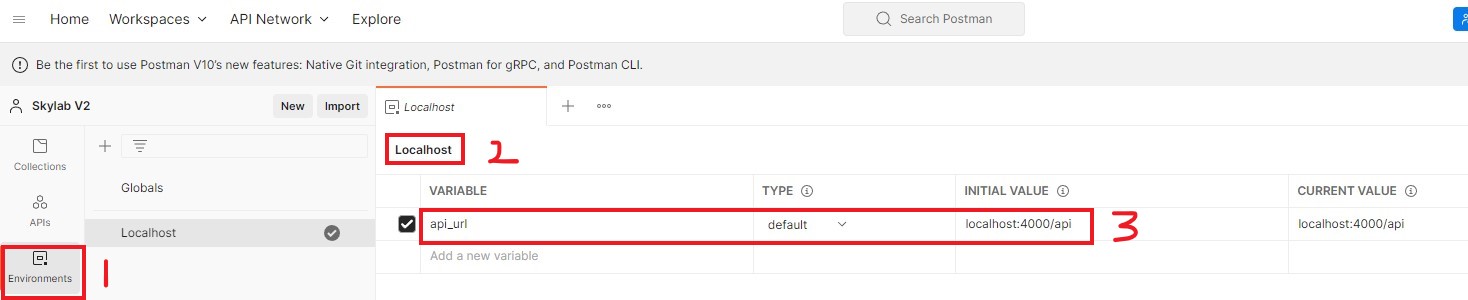 Home Workspaces API Network Explore Search Postman
Be the first to use Postman V10's new features: Native Git integration, Postman for gRPC, and Postman CLI.
Skylab V2 New Import Localhost
Collections
Localhost 2
Globals
VARIABLE TYPE INITIAL VALUE CURRENT VALUE
APIs
Localhost
api_url default localhost:4000/api 3 localhost:4000/api
Add a new variable
Environments 1